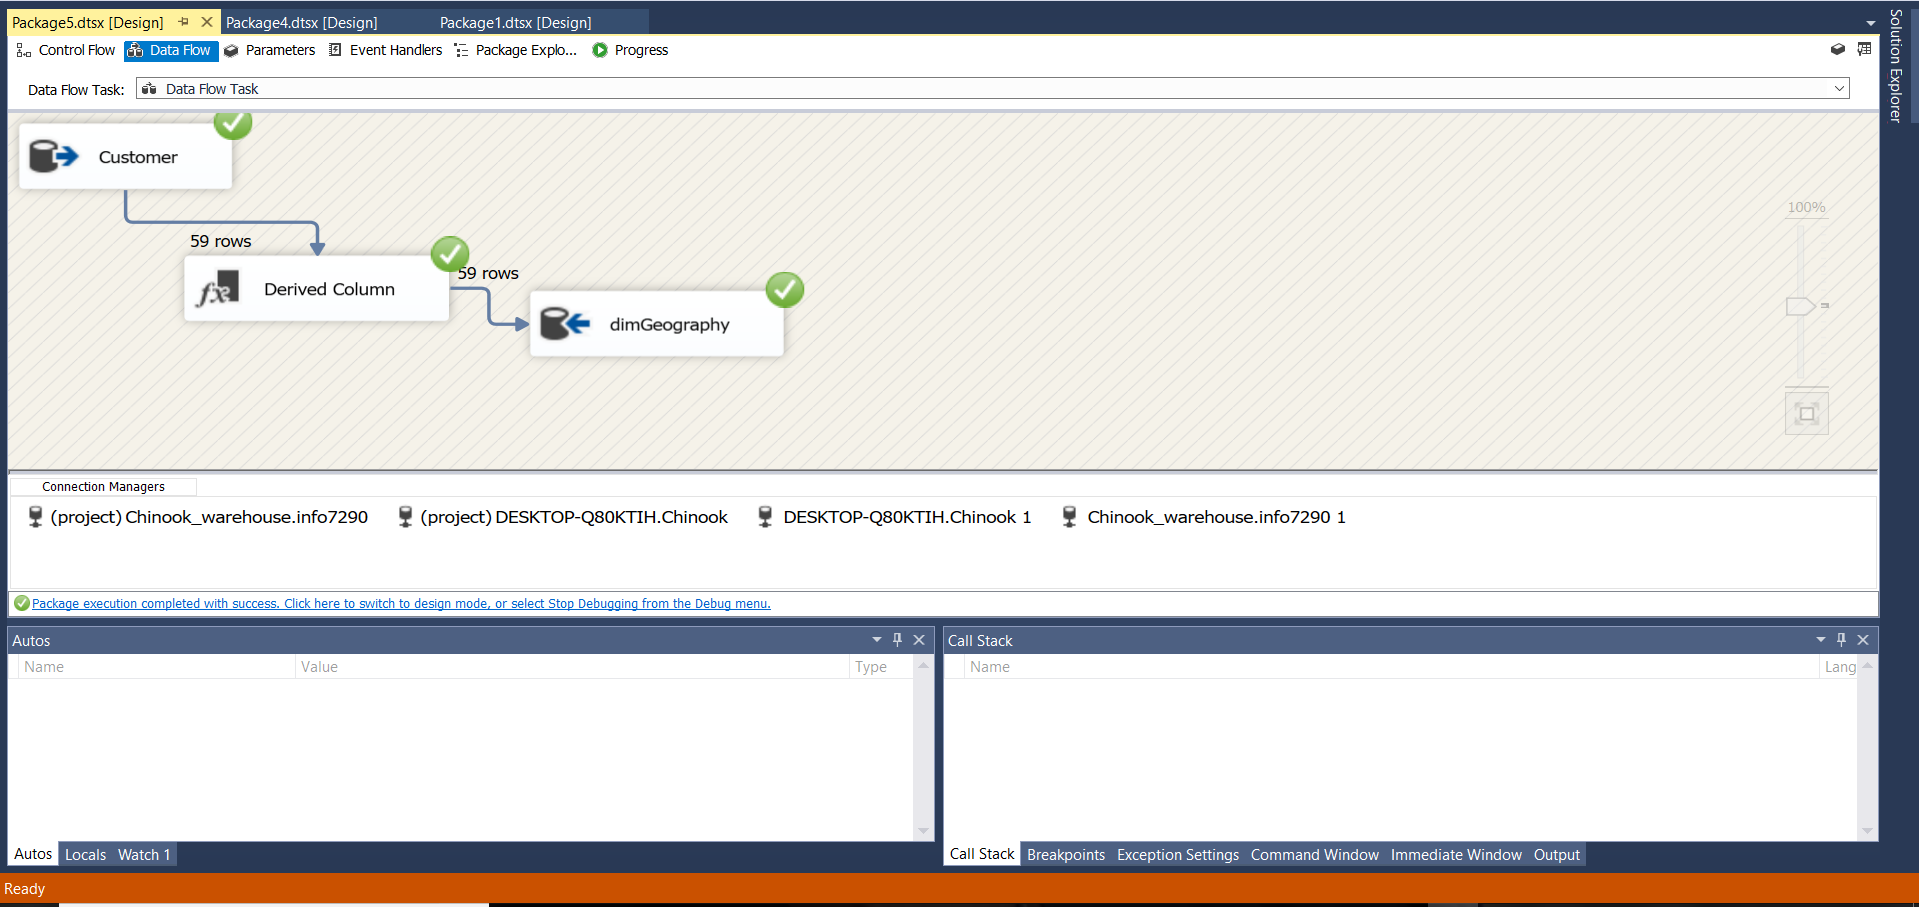 Package5.dtsx [Design] Package4.dtsx [Design] Package1.dtsx [Design]
Control Flow Data Flow Parameters Event Handlers Package Explo... Progress
Data Flow Task: Data Flow Task
Customer
59 rows
Derived Column
59 rows
dimGeography
100%
Solution Explorer
Connection Managers
(project) Chinook_warehouse.info7290 (project) DESKTOP-Q80KTIH.Chinook DESKTOP-Q80KTIH.Chinook 1 Chinook_warehouse.info7290 1
Package execution completed with success. Click here to switch to design mode, or select Stop Debugging from the Debug menu.
Autos
Name Value Type
Autos Locals Watch 1
Call Stack
Name Lang
Call Stack Breakpoints Exception Settings Command Window Immediate Window Output
Ready